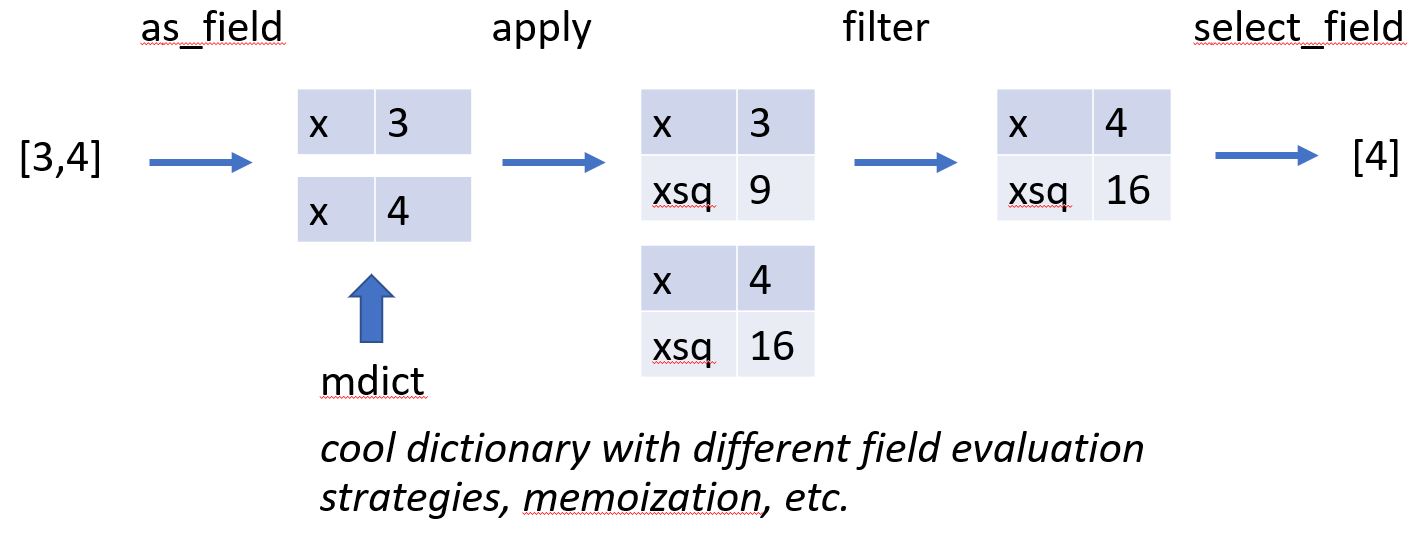 as_field apply filter select_field
[3,4]
x 3
x 4
x 3
xsq 9
x 4
xsq 16
x 4
xsq 16
[4]
mdict
cool dictionary with different field evaluation
strategies, memoization, etc.